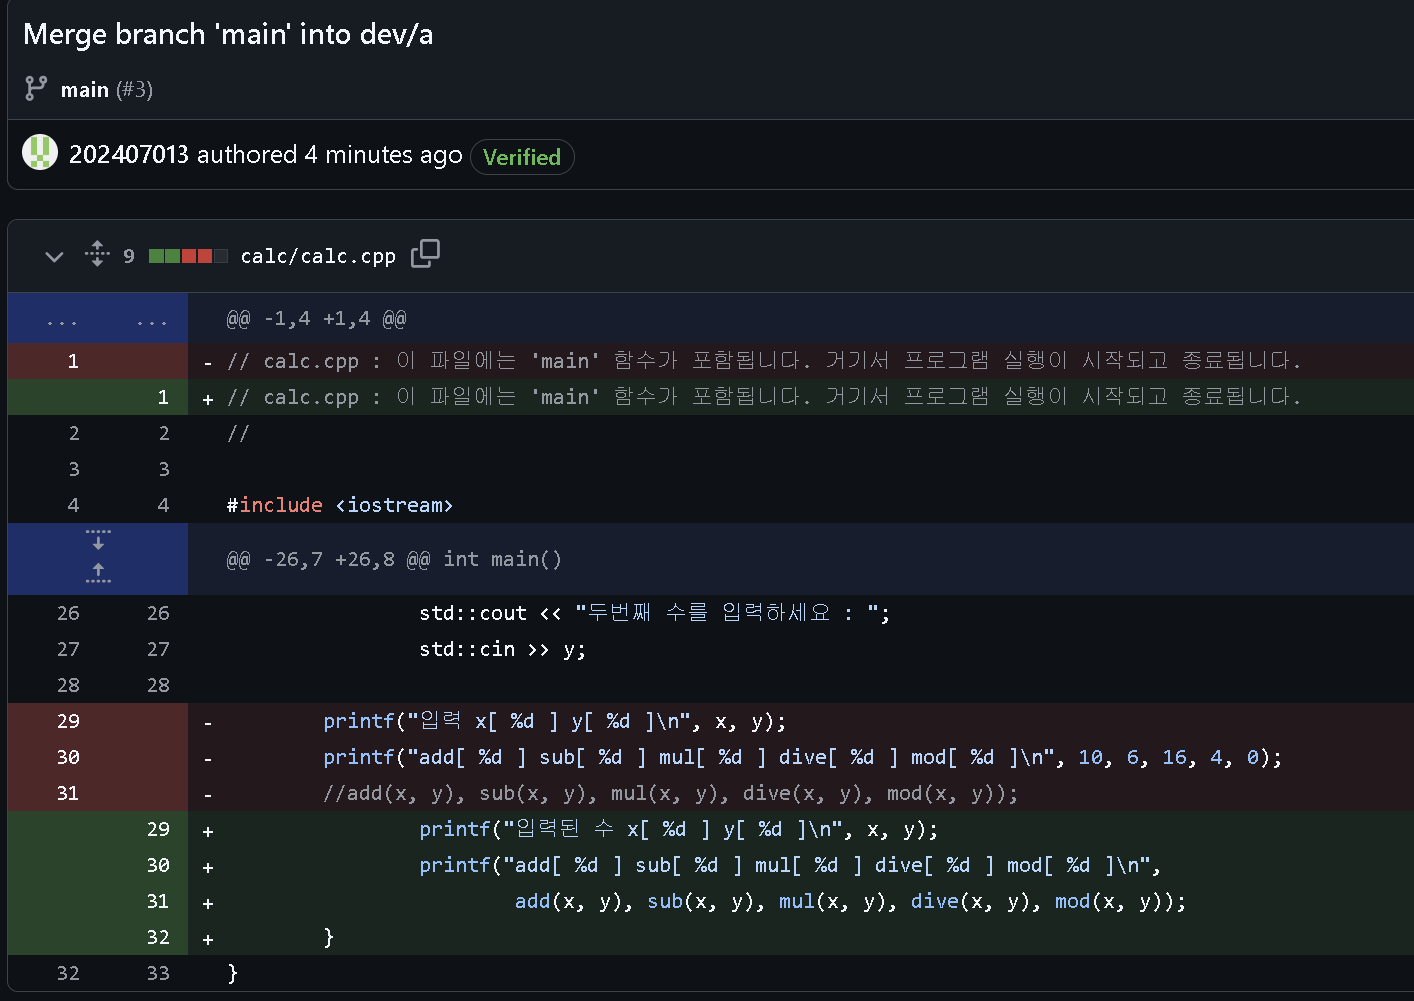 Merge branch 'main' into dev/a
main (#3)
202407013 authored 4 minutes ago Verified
9 calc/calc.cpp
... ... @@ -1,4 +1,4 @@
1 - // calc.cpp : 이 파일에는 'main' 함수가 포함됩니다. 거기서 프로그램 실행이 시작되고 종료됩니다.
1 + // calc.cpp : 이 파일에는 'main' 함수가 포함됩니다. 거기서 프로그램 실행이 시작되고 종료됩니다.
2 2 //
3 3
4 4 #include <iostream>
@@ -26,7 +26,8 @@ int main()
26 26 std::cout << "두번째 수를 입력하세요 : ";
27 27 std::cin >> y;
28 28
29 - printf("입력 x[ %d ] y[ %d ]\n", x, y);
30 - printf("add[ %d ] sub[ %d ] mul[ %d ] dive[ %d ] mod[ %d ]\n", 10, 6, 16, 4, 0);
31 - //add(x, y), sub(x, y), mul(x, y), dive(x, y), mod(x, y));
29 + printf("입력된 수 x[ %d ] y[ %d ]\n", x, y);
30 + printf("add[ %d ] sub[ %d ] mul[ %d ] dive[ %d ] mod[ %d ]\n",
31 + add(x, y), sub(x, y), mul(x, y), dive(x, y), mod(x, y));
32 + }
32 33 }